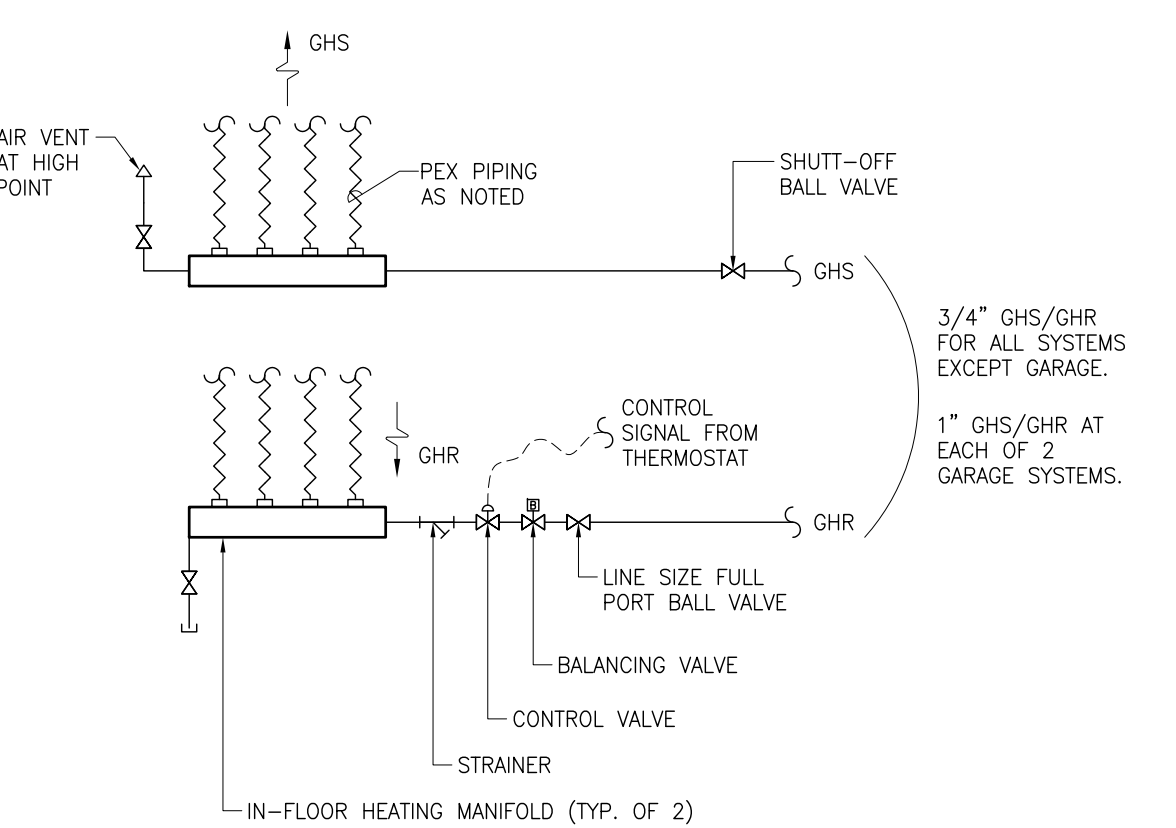 GHS
AIR VENT
AT HIGH
POINT
PEX PIPING
AS NOTED
SHUTT-OFF
BALL VALVE
GHS
3/4" GHS/GHR
FOR ALL SYSTEMS
EXCEPT GARAGE.
1" GHS/GHR AT
EACH OF 2
GARAGE SYSTEMS.
CONTROL
SIGNAL FROM
THERMOSTAT
GHR
B
GHR
LINE SIZE FULL
PORT BALL VALVE
BALANCING VALVE
CONTROL VALVE
STRAINER
IN-FLOOR HEATING MANIFOLD (TYP. OF 2)